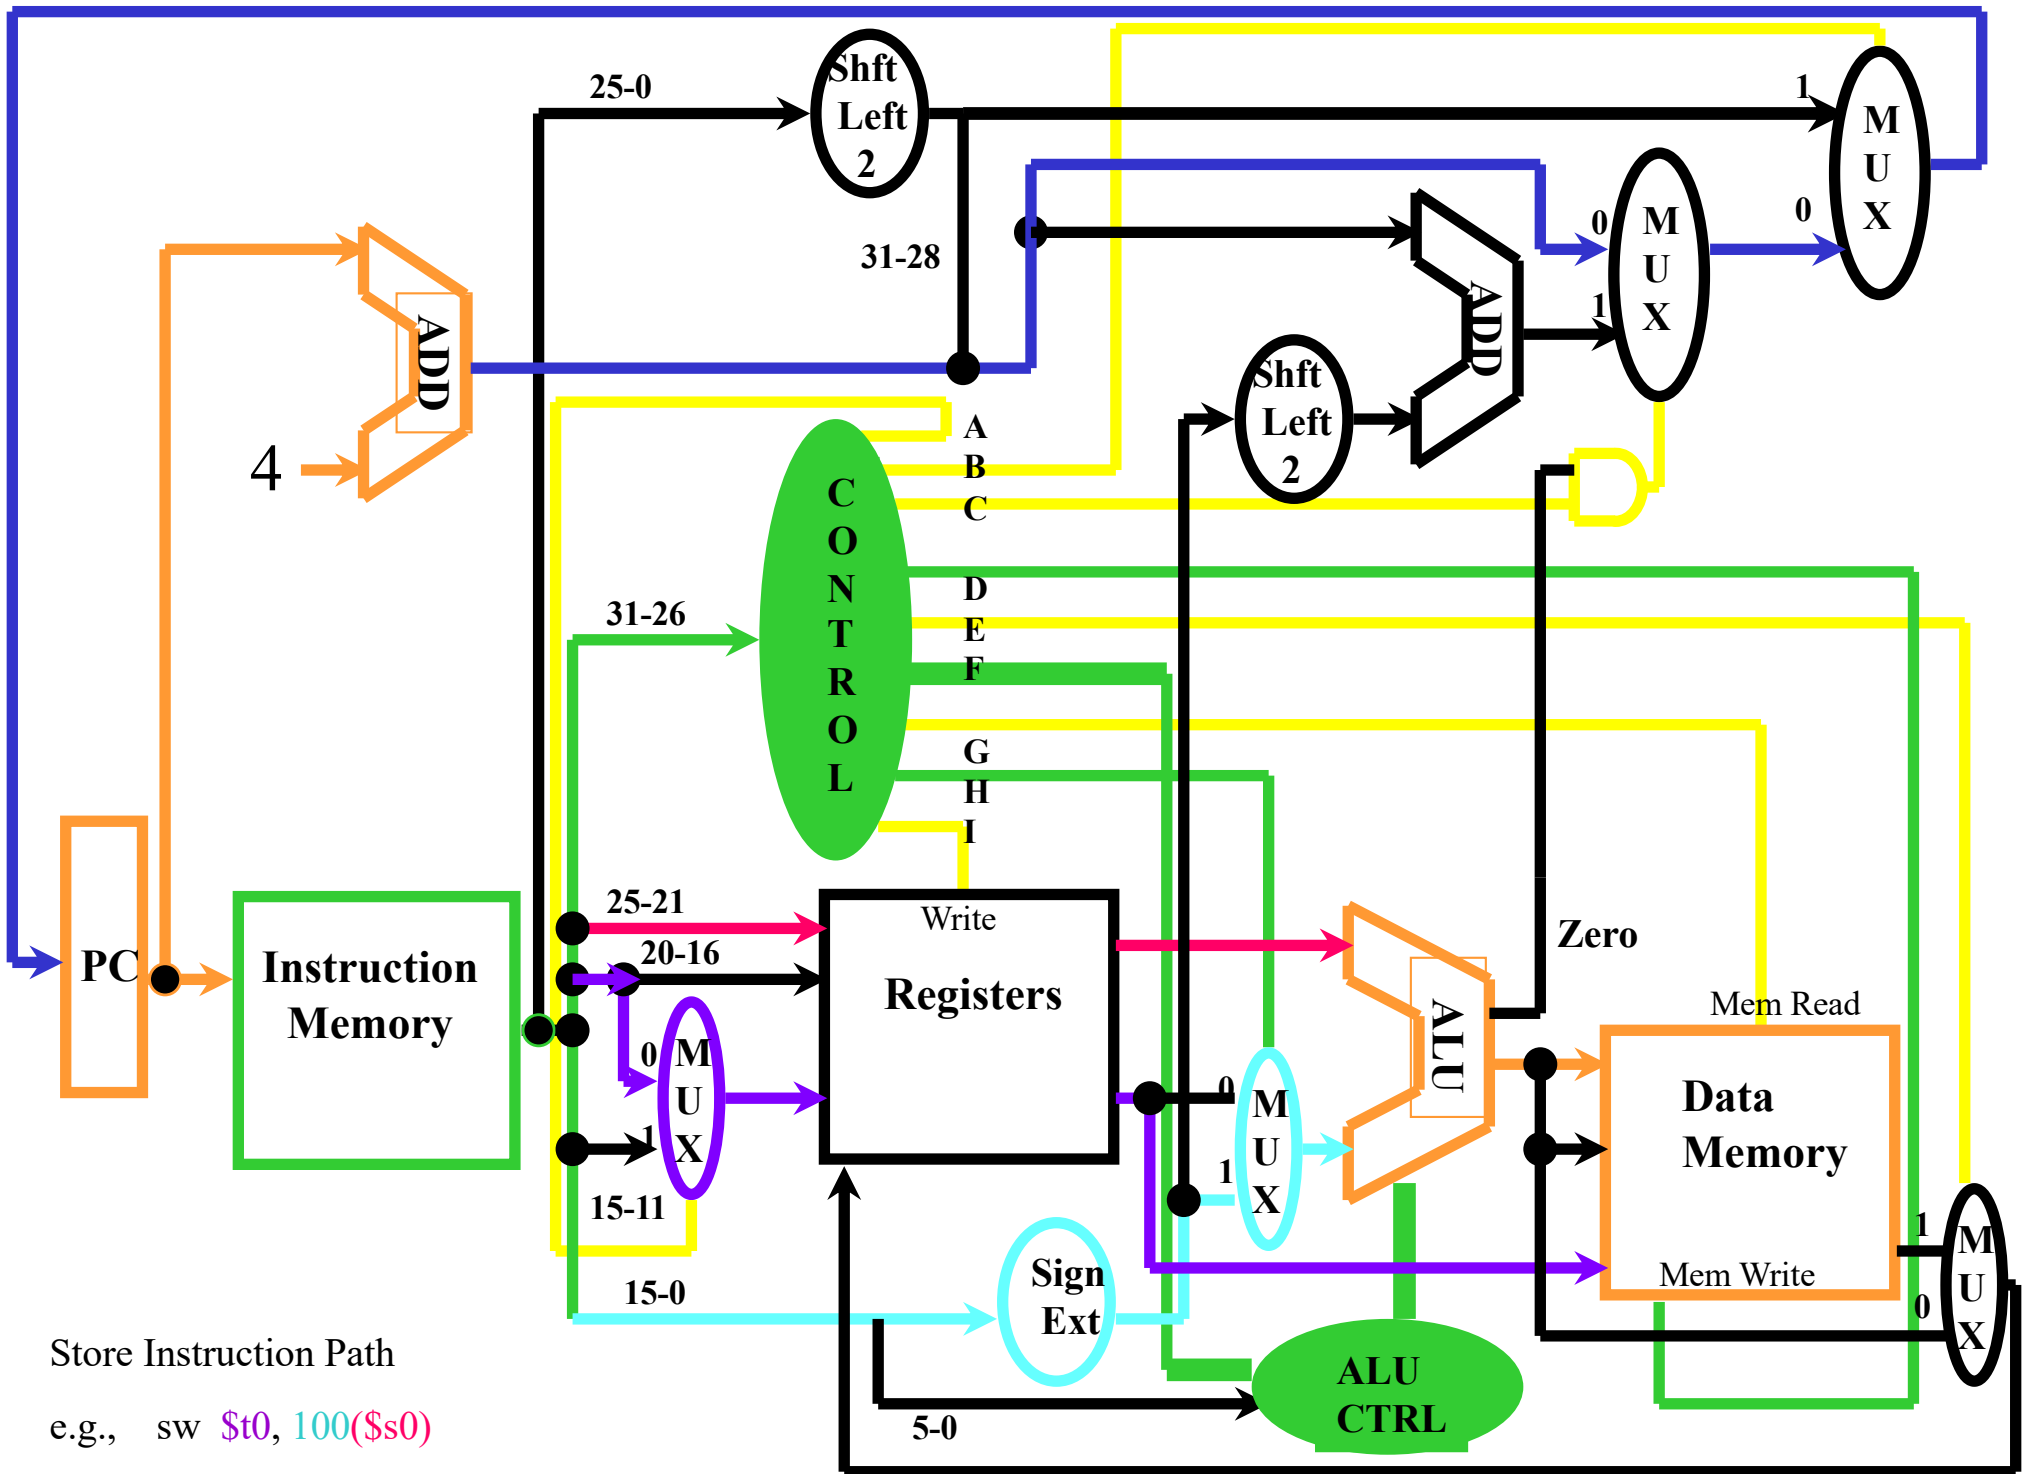 Shft
Left
2
25-0
1
M
U
X
0
31-28
0
M
U
X
1
ADD
ADD
4
Shft
Left
2
A
B
C
D
E
F
G
H
I
CONTROL
31-26
PC
Instruction
Memory
25-21
20-16
0
1
M
U
X
15-11
15-0
Write
Registers
0
1
M
U
X
Sign
Ext
5-0
ALU
Zero
ALU
CTRL
Mem Read
Data
Memory
Mem Write
1
0
M
U
X
Store Instruction Path
e.g., sw $t0, 100($s0)